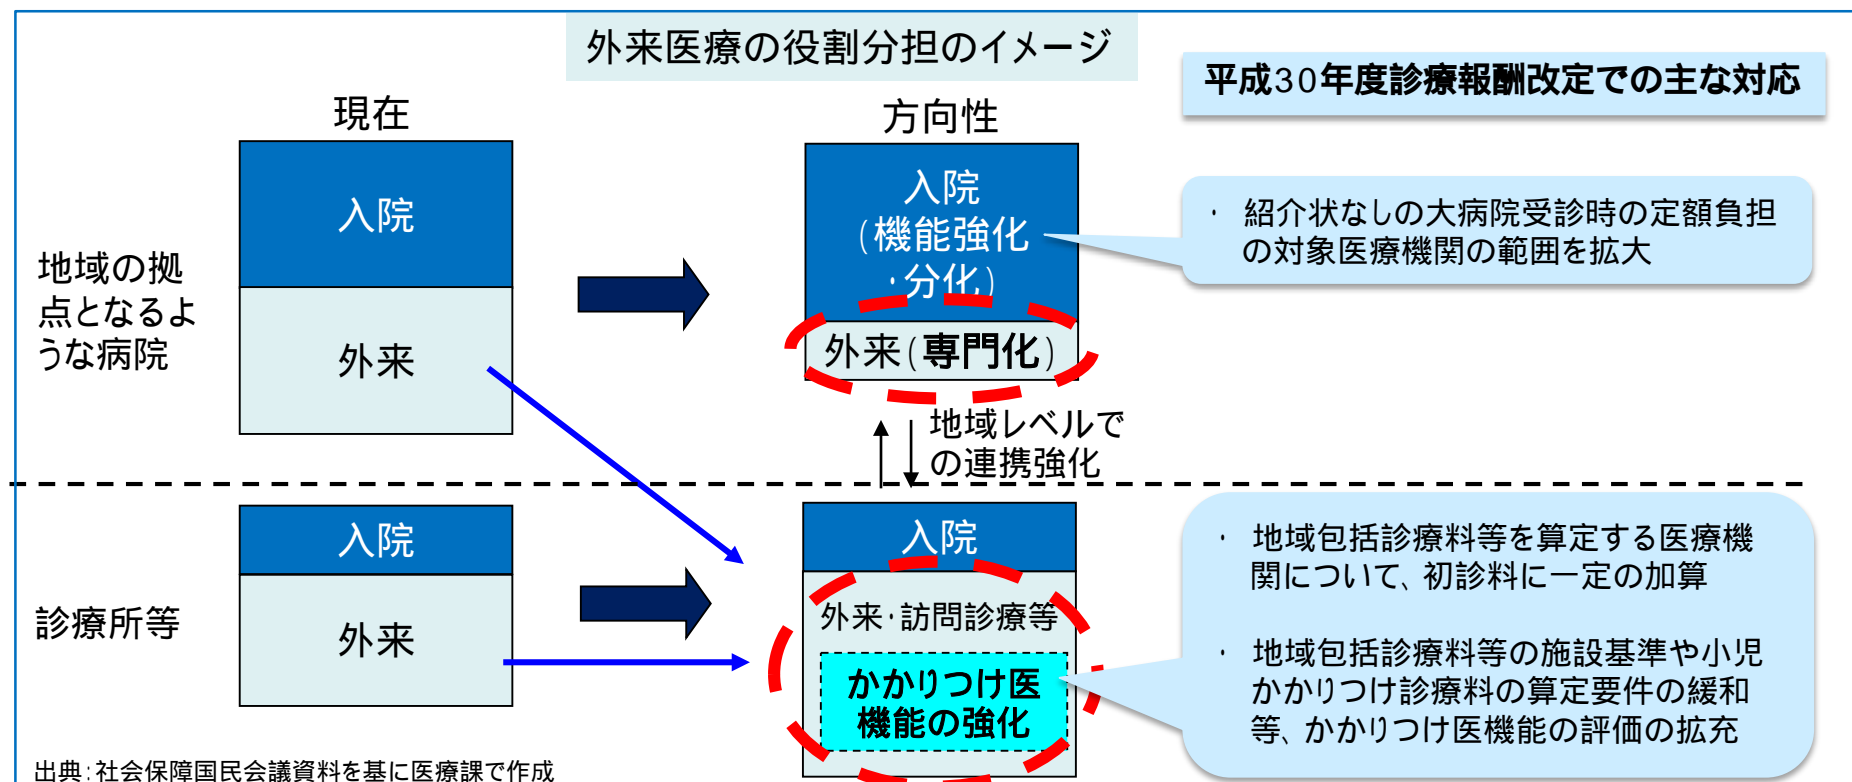 外来医療の役割分担のイメージ
平成30年度診療報酬改定での主な対応
現在
方向性
地域の拠
点となるよ
うな病院
入院
外来
入院
(機能強化
・分化)
外来(専門化)
・ 紹介状なしの大病院受診時の定額負担
の対象医療機関の範囲を拡大
地域レベルで
の連携強化
診療所等
入院
外来
入院
外来・訪問診療等
かかりつけ医
機能の強化
・ 地域包括診療料等を算定する医療機
関について、初診料に一定の加算
・ 地域包括診療料等の施設基準や小児
かかりつけ診療料の算定要件の緩和
等、かかりつけ医機能の評価の拡充
出典:社会保障国民会議資料を基に医療課で作成